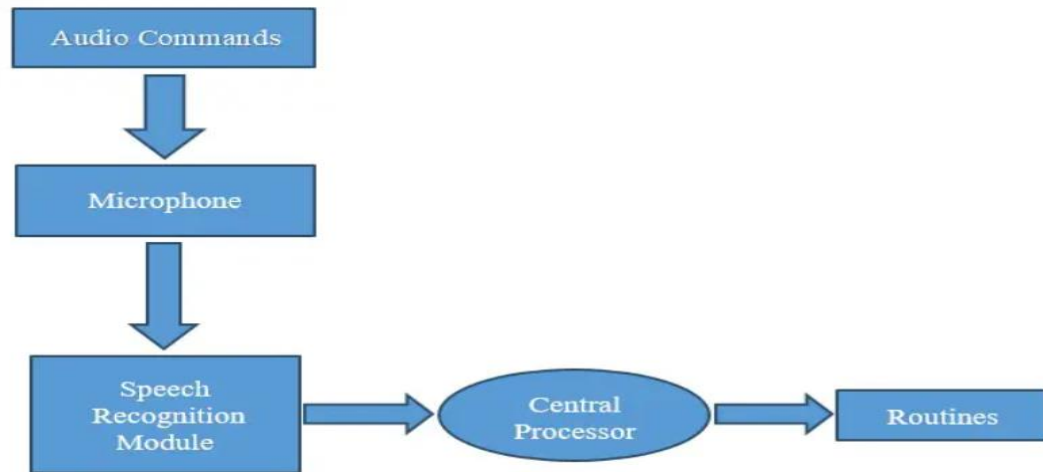 Audio Commands
Microphone
Speech
Recognition
Module
Central
Processor
Routines